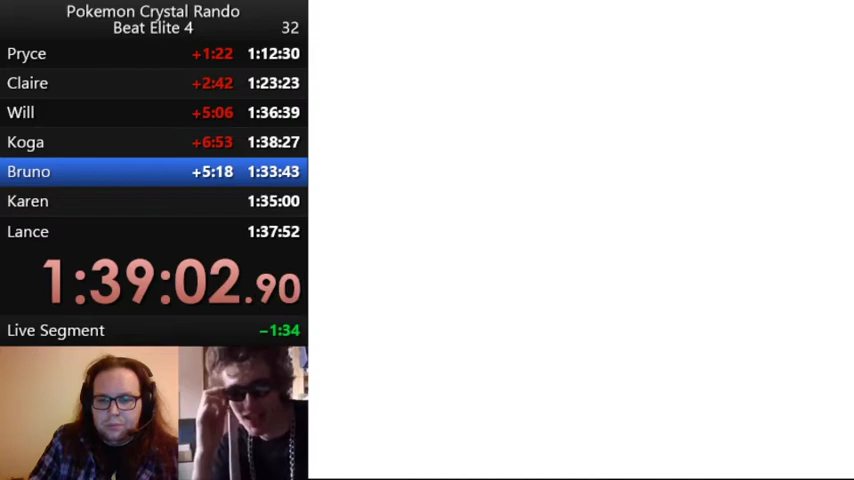 Pokemon Crystal Rando
Beat Elite 4 32
Pryce +1:22 1:12:30
Claire +2:42 1:23:23
Will +5:06 1:36:39
Koga +6:53 1:38:27
Bruno +5:18 1:33:43
Karen 1:35:00
Lance 1:37:52
1:39:02.90
Live Segment −1:34